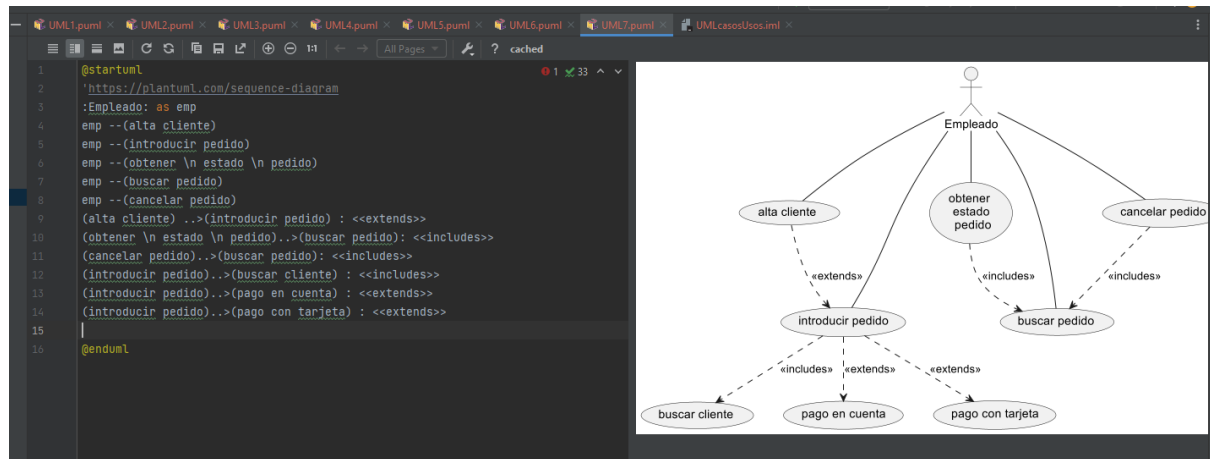 UML1.puml UML2.puml UML3.puml UML4.puml UML5.puml UML6.puml UML7.puml UMLcasosUsos.iml
1:1 All Pages ? cached
1 @startuml
1 33
2 'https://plantuml.com/sequence-diagram
3 :Empleado: as emp
4 emp --(alta cliente)
5 emp --(introducir pedido)
6 emp --(obtener \n estado \n pedido)
7 emp --(buscar pedido)
8 emp --(cancelar pedido)
9 (alta cliente) ..>(introducir pedido) : <<extends>>
10 (obtener \n estado \n pedido)..>(buscar pedido): <<includes>>
11 (cancelar pedido)..>(buscar pedido): <<includes>>
12 (introducir pedido)..>(buscar cliente) : <<includes>>
13 (introducir pedido)..>(pago en cuenta) : <<extends>>
14 (introducir pedido)..>(pago con tarjeta) : <<extends>>
15
16 @enduml
Empleado
alta cliente
obtener
estado
pedido
cancelar pedido
«extends» «includes» «includes»
introducir pedido buscar pedido
«includes» «extends» «extends»
buscar cliente pago en cuenta pago con tarjeta